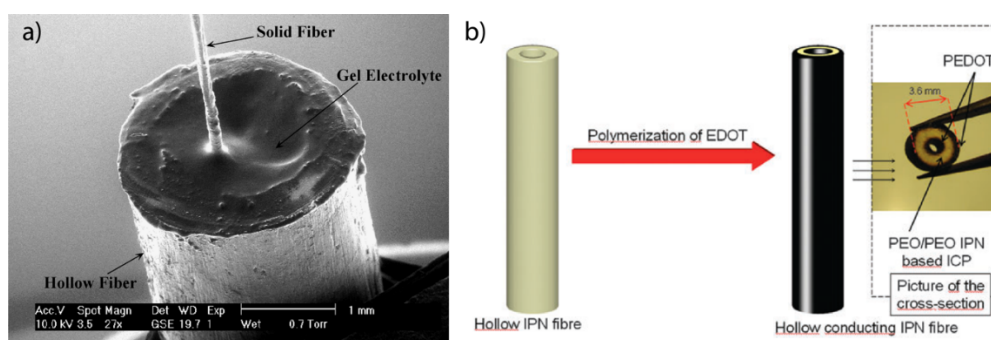 a)
Solid Fiber
Gel Electrolyte
Hollow Fiber
Acc.V Spot Magn Det WD Exp 1 mm
10.0 kV 3.5 27x GSE 19.7 1 Wet 0.7 Torr
b)
Polymerization of EDOT
Hollow IPN fibre
Hollow conducting IPN fibre
PEDOT
3.6 mm
PEO/PEO IPN
based ICP
Picture of the
cross-section